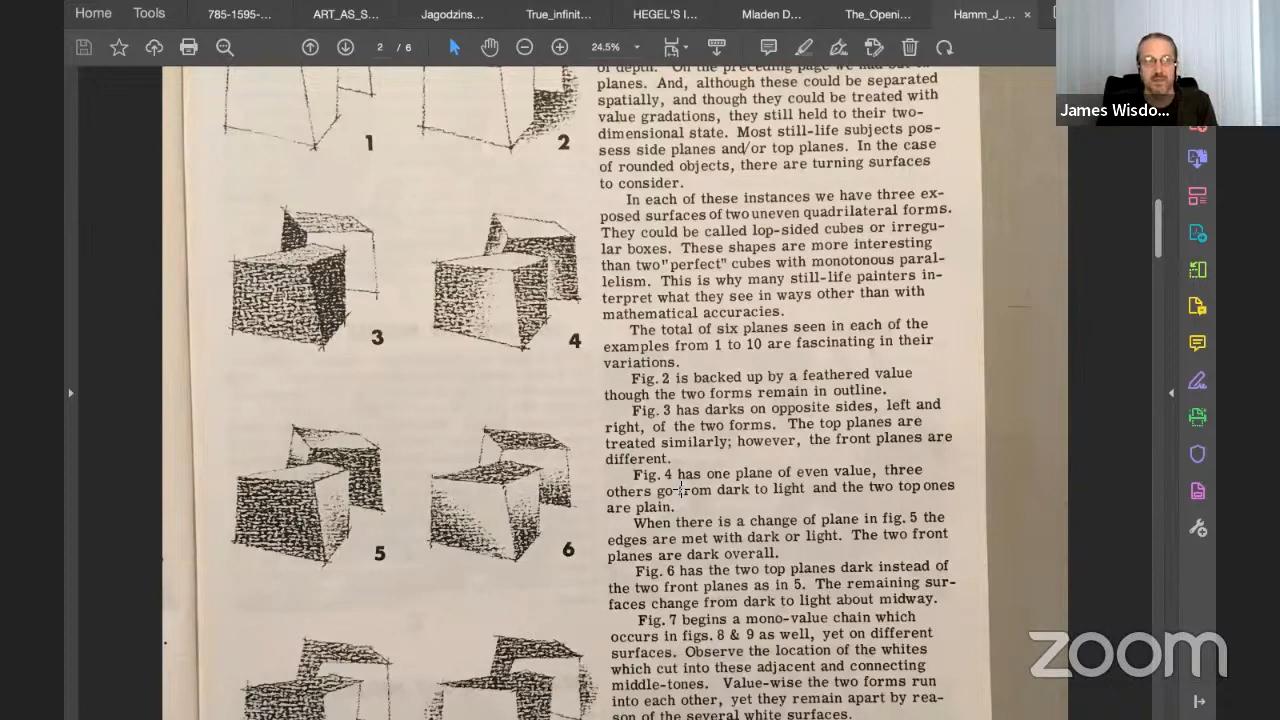 Home Tools 785-1595-... ART_AS_S... Jagodzins... True_infinit... HEGEL'S I... Mladen D... The_Openi... Hamm_J_... ×
2 / 6 24.5%
James Wisdo...
planes. And, although these could be separated
spatially, and though they could be treated with
value gradations, they still held to their two-
dimensional state. Most still-life subjects pos-
sess side planes and/or top planes. In the case
of rounded objects, there are turning surfaces
to consider.
In each of these instances we have three ex-
posed surfaces of two uneven quadrilateral forms.
They could be called lop-sided cubes or irregu-
lar boxes. These shapes are more interesting
than two "perfect" cubes with monotonous paral-
lelism. This is why many still-life painters in-
terpret what they see in ways other than with
mathematical accuracies.
The total of six planes seen in each of the
examples from 1 to 10 are fascinating in their
variations.
Fig. 2 is backed up by a feathered value
though the two forms remain in outline.
Fig. 3 has darks on opposite sides, left and
right, of the two forms. The top planes are
treated similarly; however, the front planes are
different.
Fig. 4 has one plane of even value, three
others go from dark to light and the two top ones
are plain.
When there is a change of plane in fig. 5 the
edges are met with dark or light. The two front
planes are dark overall.
Fig. 6 has the two top planes dark instead of
the two front planes as in 5. The remaining sur-
faces change from dark to light about midway.
Fig. 7 begins a mono-value chain which
occurs in figs. 8 & 9 as well, yet on different
surfaces. Observe the location of the whites
which cut into these adjacent and connecting
middle-tones. Value-wise the two forms run
into each other, yet they remain apart by rea-
son of the several white surfaces.
1
2
3
4
5
6
zoom